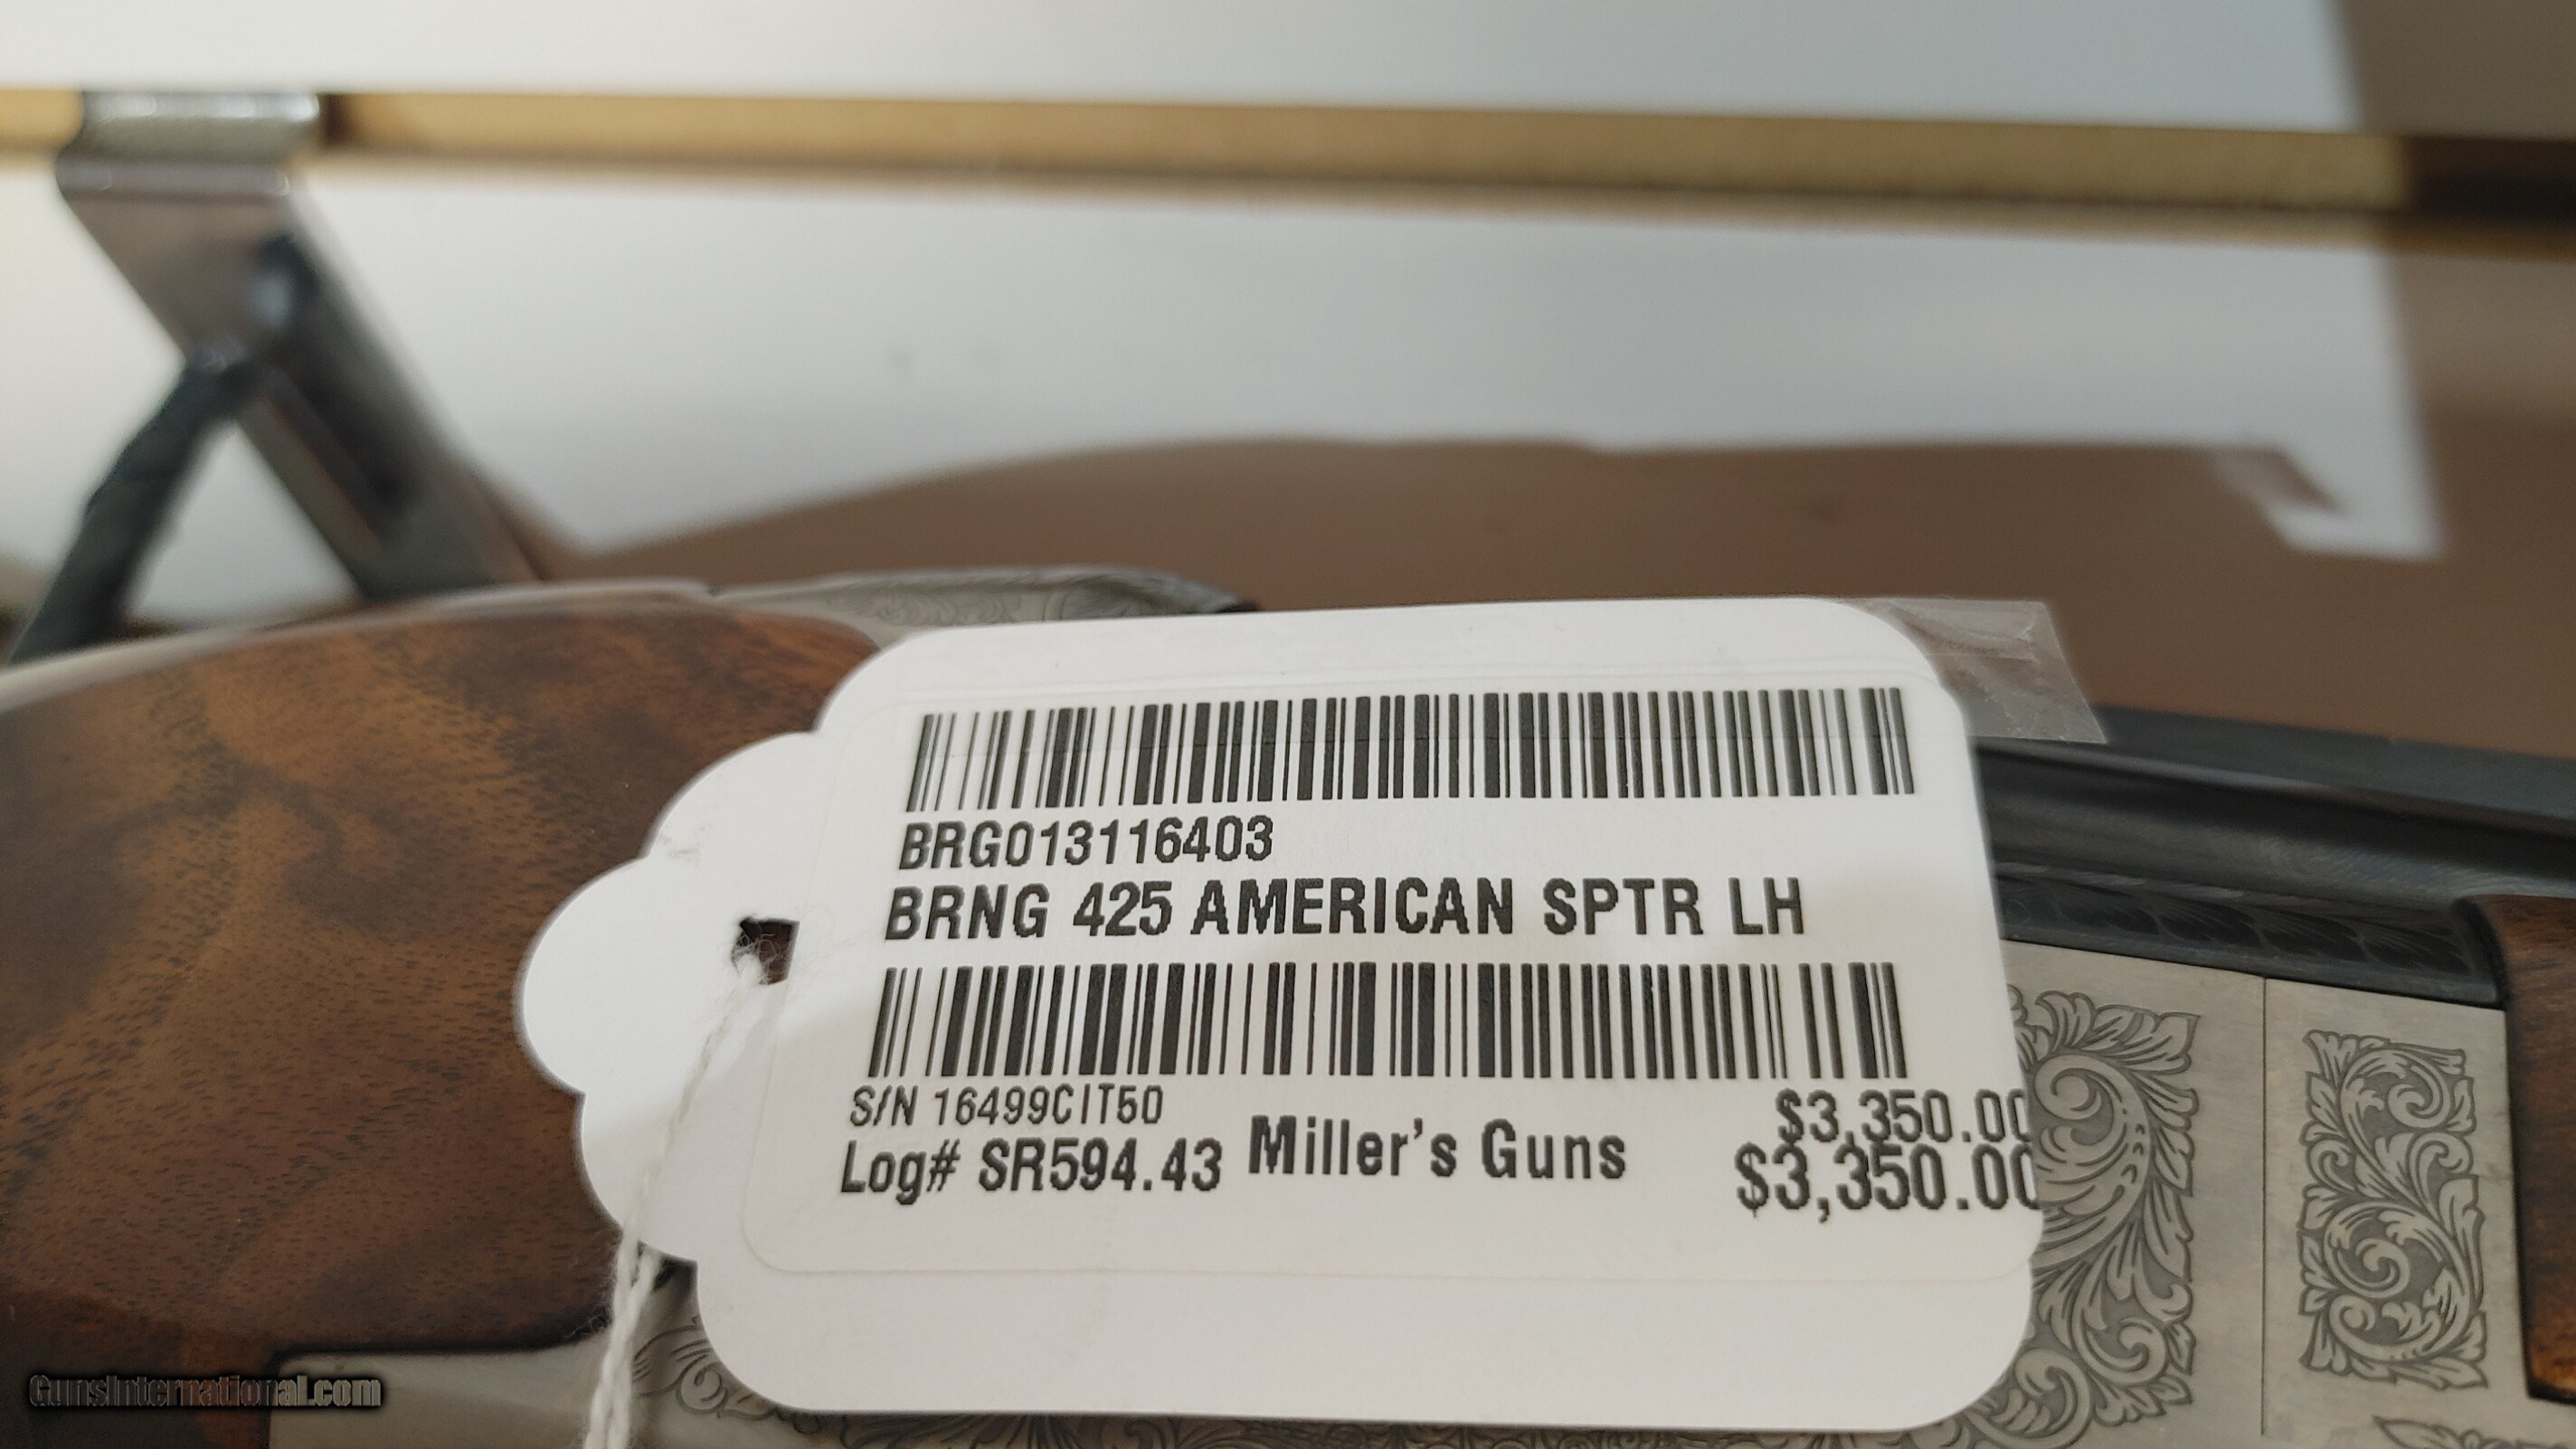 BRG013116403
BRNG 425 AMERICAN SPTR LH
S/N 16499CIT50 $3,350.00
Log# SR594.43 Miller's Guns $3,350.00
GunsInternational.com